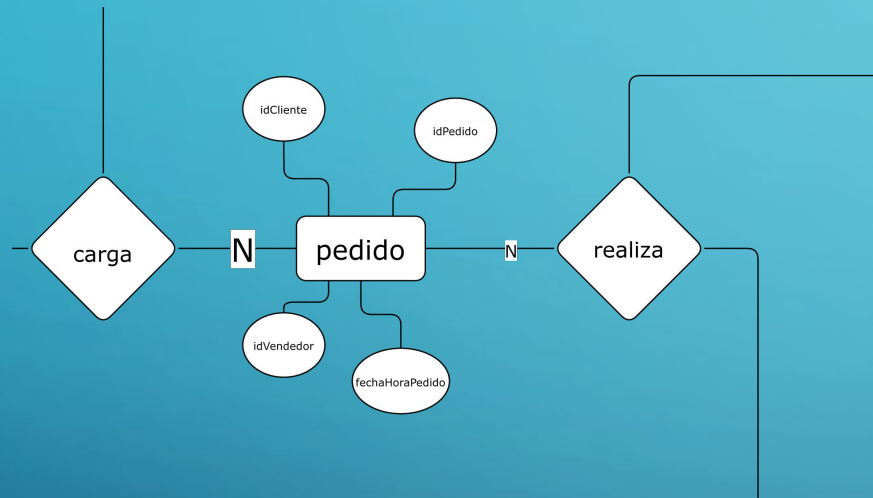 idCliente
idPedido
carga
N
pedido
N
realiza
idVendedor
fechaHoraPedido